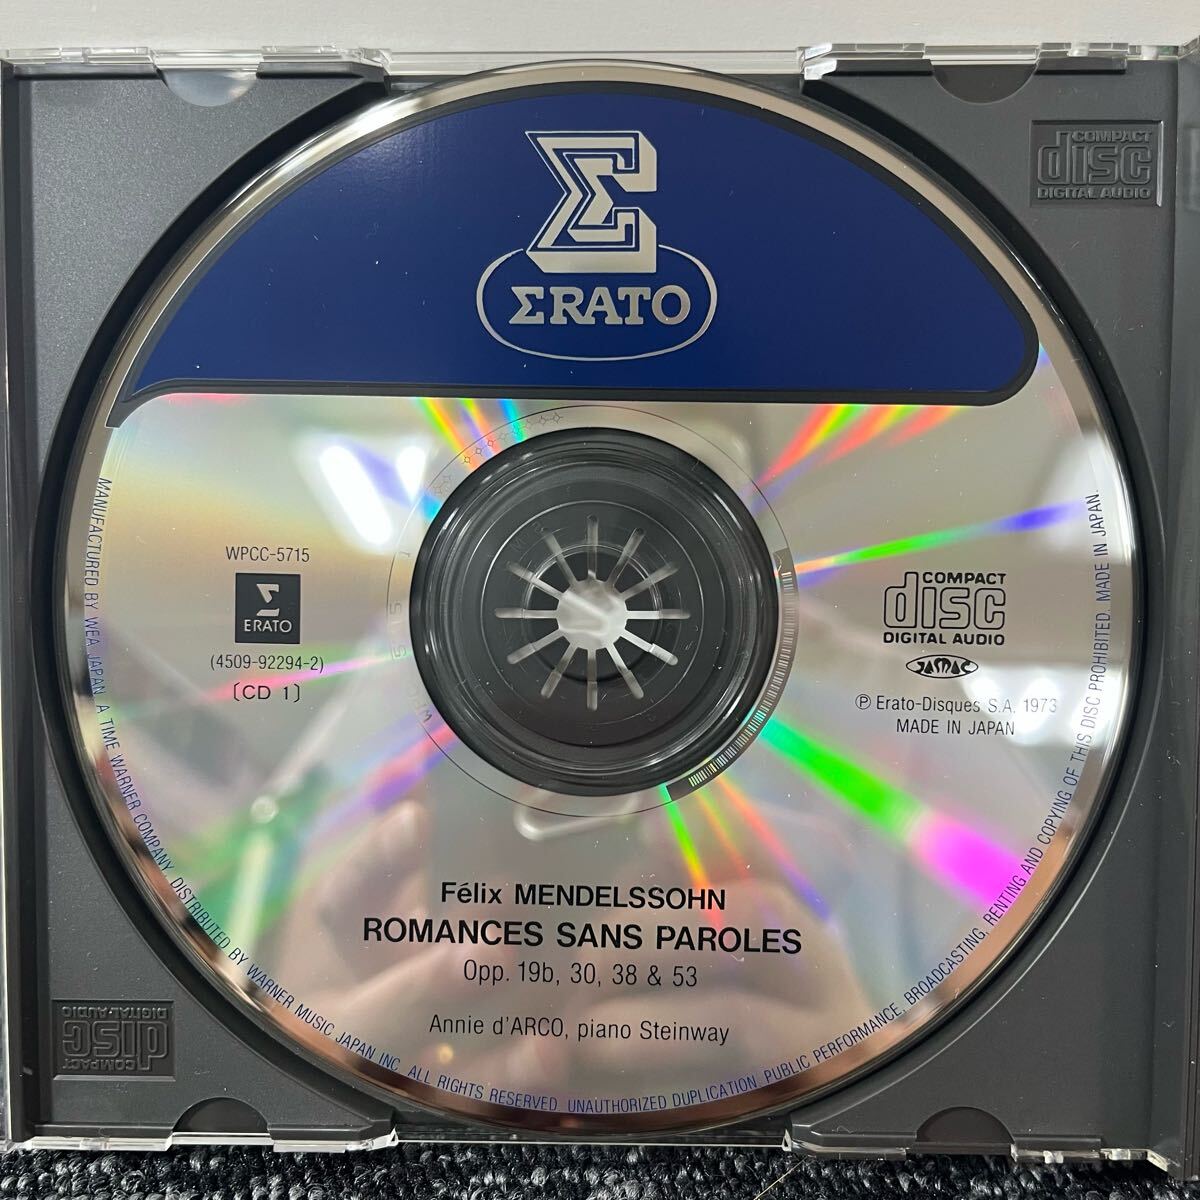 COMPACT
disc
DIGITAL AUDIO
Σ
ΣRATO
WPCC-5715
Σ
ERATO
(4509-92294-2)
〔CD 1〕
COMPACT
disc
DIGITAL AUDIO
JASRAC
℗ Erato-Disques S.A. 1973
MADE IN JAPAN
Félix MENDELSSOHN
ROMANCES SANS PAROLES
Opp. 19b, 30, 38 & 53
Annie d'ARCO, piano Steinway
MANUFACTURED BY WEA JAPAN. A TIME WARNER COMPANY. DISTRIBUTED BY WARNER MUSIC JAPAN INC. ALL RIGHTS RESERVED. UNAUTHORIZED DUPLICATION. PUBLIC PERFORMANCE. BROADCASTING, RENTING AND COPYING OF THIS DISC PROHIBITED. MADE IN JAPAN.
COMPACT
disc
DIGITAL AUDIO